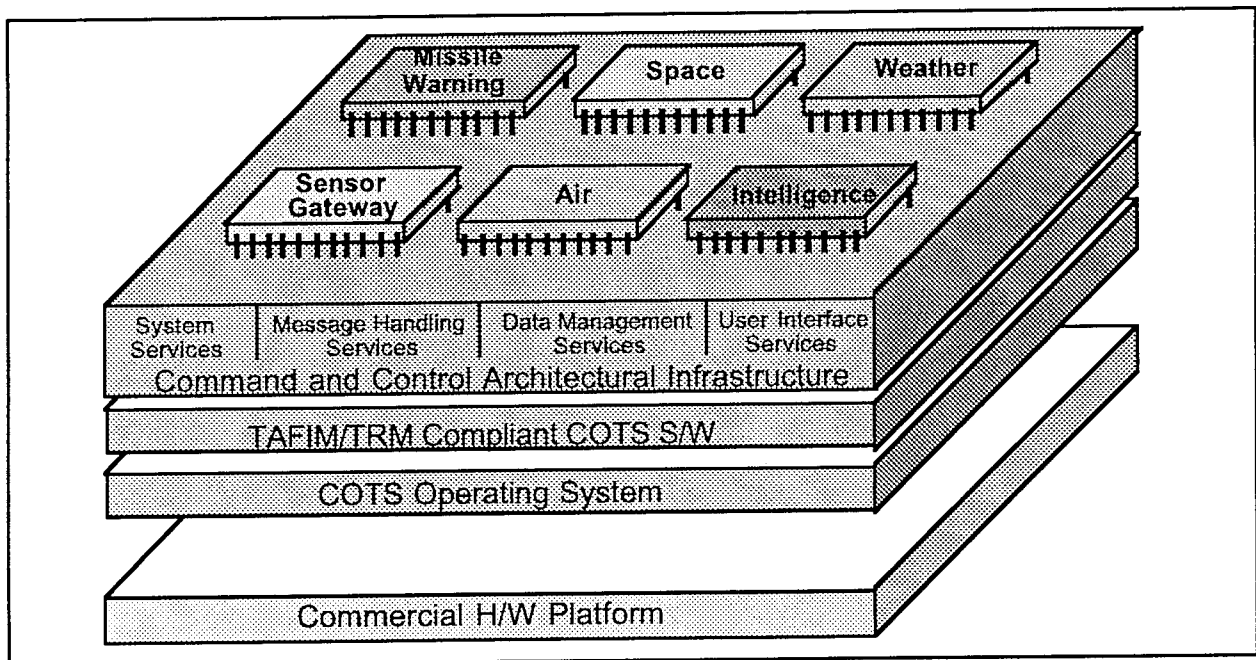 Missile
Warning
Space
Weather
Sensor
Gateway
Air
Intelligence
System
Services
Message Handling
Services
Data Management
Services
User Interface
Services
Command and Control Architectural Infrastructure
TAFIM/TRM Compliant COTS S/W
COTS Operating System
Commercial H/W Platform